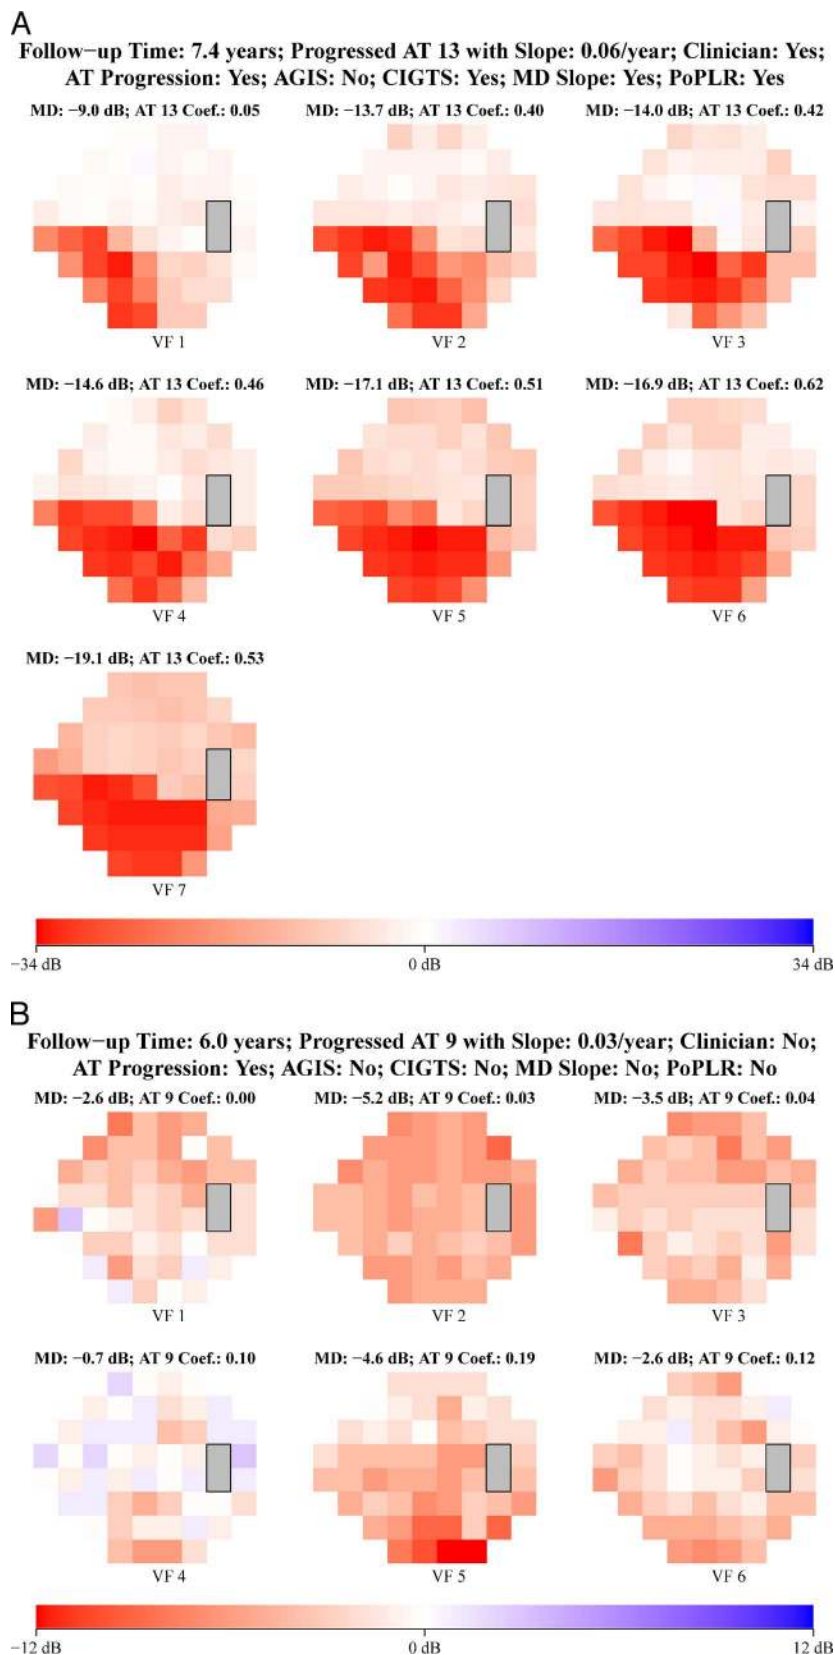 A
Follow−up Time: 7.4 years; Progressed AT 13 with Slope: 0.06/year; Clinician: Yes;
AT Progression: Yes; AGIS: No; CIGTS: Yes; MD Slope: Yes; PoPLR: Yes
MD: −9.0 dB; AT 13 Coef.: 0.05
MD: −13.7 dB; AT 13 Coef.: 0.40
MD: −14.0 dB; AT 13 Coef.: 0.42
VF 1
VF 2
VF 3
MD: −14.6 dB; AT 13 Coef.: 0.46
MD: −17.1 dB; AT 13 Coef.: 0.51
MD: −16.9 dB; AT 13 Coef.: 0.62
VF 4
VF 5
VF 6
MD: −19.1 dB; AT 13 Coef.: 0.53
VF 7
−34 dB
0 dB
34 dB
B
Follow−up Time: 6.0 years; Progressed AT 9 with Slope: 0.03/year; Clinician: No;
AT Progression: Yes; AGIS: No; CIGTS: No; MD Slope: No; PoPLR: No
MD: −2.6 dB; AT 9 Coef.: 0.00
MD: −5.2 dB; AT 9 Coef.: 0.03
MD: −3.5 dB; AT 9 Coef.: 0.04
VF 1
VF 2
VF 3
MD: −0.7 dB; AT 9 Coef.: 0.10
MD: −4.6 dB; AT 9 Coef.: 0.19
MD: −2.6 dB; AT 9 Coef.: 0.12
VF 4
VF 5
VF 6
−12 dB
0 dB
12 dB